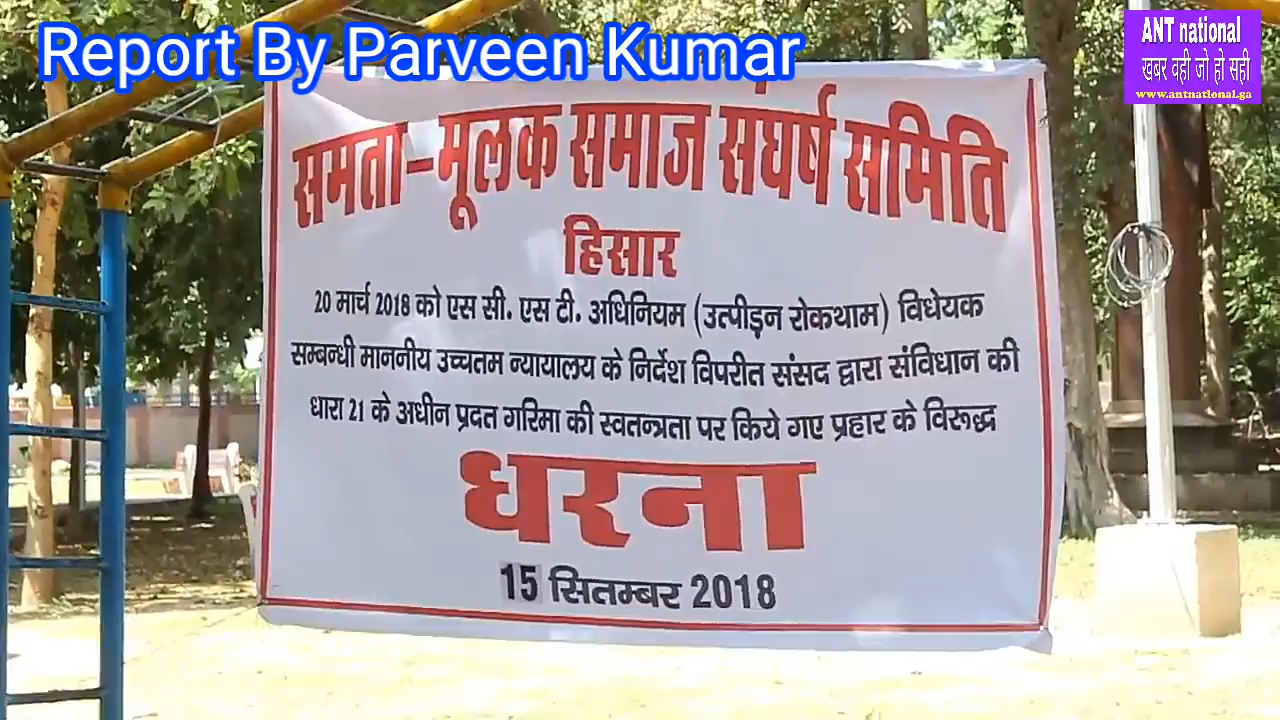 Report By Parveen Kumar
ANT national
खबर वही जो हो सही
www.antnational.ga
समता-मूलक समाज संघर्ष समिति
हिसार
20 मार्च 2018 को एस सी. एस टी. अधिनियम (उत्पीड़न रोकथाम) विधेयक
सम्बन्धी माननीय उच्चतम न्यायालय के निर्देश विपरीत संसद द्वारा संविधान की
धारा 21 के अधीन प्रदत गरिमा की स्वतन्त्रता पर किये गए प्रहार के विरूद्ध
धरना
15 सितम्बर 2018